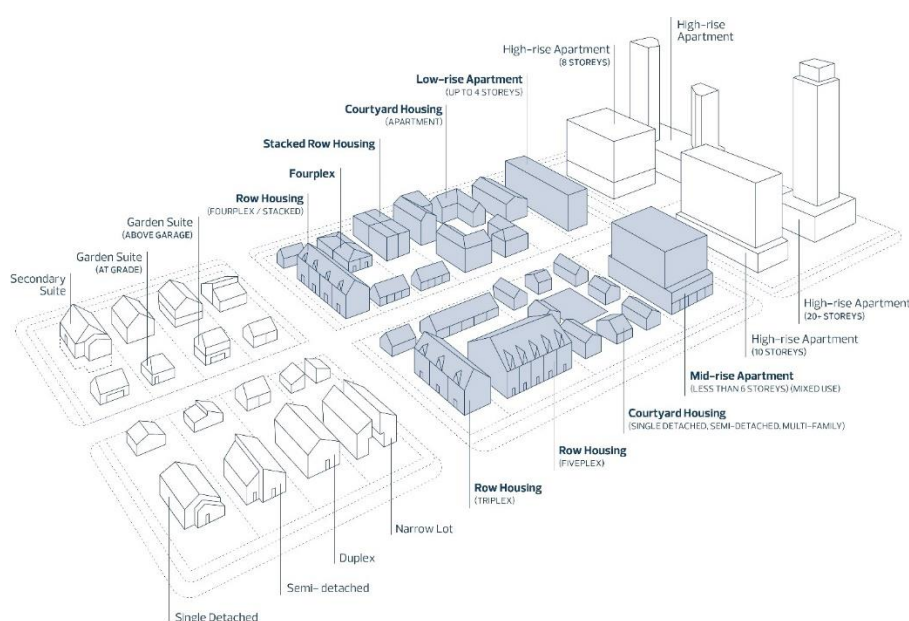 High-rise
Apartment
High-rise Apartment
(8 STOREYS)
Low-rise Apartment
(UP TO 4 STOREYS)
Courtyard Housing
(APARTMENT)
Stacked Row Housing
Fourplex
Row Housing
(FOURPLEX / STACKED)
Garden Suite
(ABOVE GARAGE)
Garden Suite
(AT GRADE)
Secondary
Suite
High-rise Apartment
(20+ STOREYS)
High-rise Apartment
(10 STOREYS)
Mid-rise Apartment
(LESS THAN 6 STOREYS) (MIXED USE)
Courtyard Housing
(SINGLE DETACHED, SEMI-DETACHED, MULTI-FAMILY)
Row Housing
(FIVEPLEX)
Row Housing
(TRIPLEX)
Narrow Lot
Duplex
Semi- detached
Single Detached